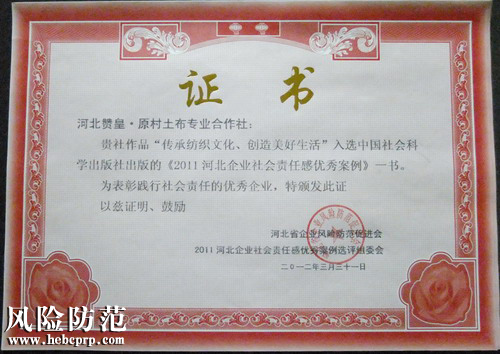 证书
河北赞皇·原村土布专业合作社：
贵社作品“传承纺织文化、创造美好生活”入选中国社会科
学出版社出版的《2011河北企业社会责任感优秀案例》一书。
为表彰践行社会责任的优秀企业，特颁发此证
以兹证明、鼓励
河北省企业风险防范促进会
2011河北企业社会责任感优秀案例选评组委会
二〇一二年三月三十一日
风险防范
www.hebcprp.com